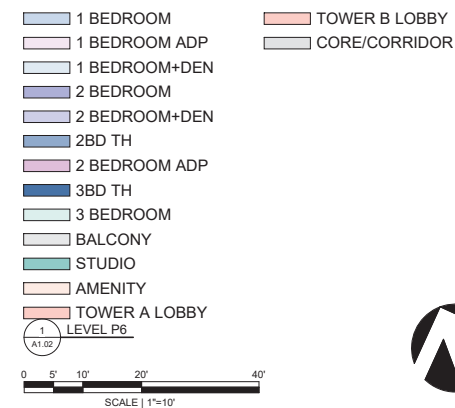 1 BEDROOM
1 BEDROOM ADP
1 BEDROOM+DEN
2 BEDROOM
2 BEDROOM+DEN
2BD TH
2 BEDROOM ADP
3BD TH
3 BEDROOM
BALCONY
STUDIO
AMENITY
TOWER A LOBBY
TOWER B LOBBY
CORE/CORRIDOR
1 LEVEL P6
A1.02
0 5' 10' 20' 40'
SCALE | 1"=10'